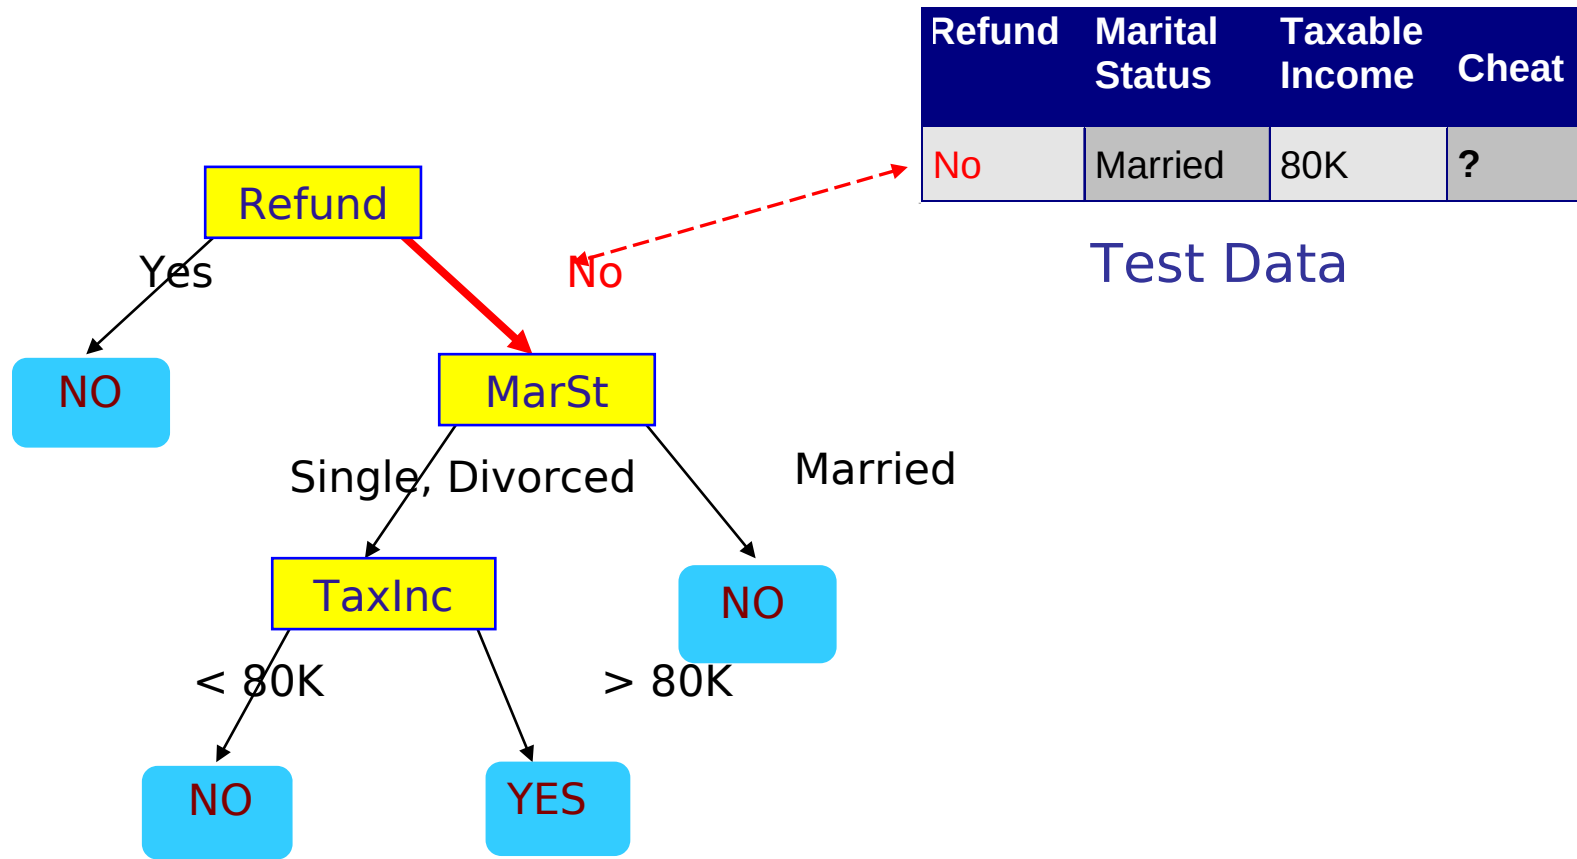 Refund
Marital
Status
Taxable
Income
Cheat
No
Married
80K
?
Test Data
Refund
Yes
No
NO
MarSt
Single, Divorced
Married
TaxInc
NO
< 80K
> 80K
NO
YES